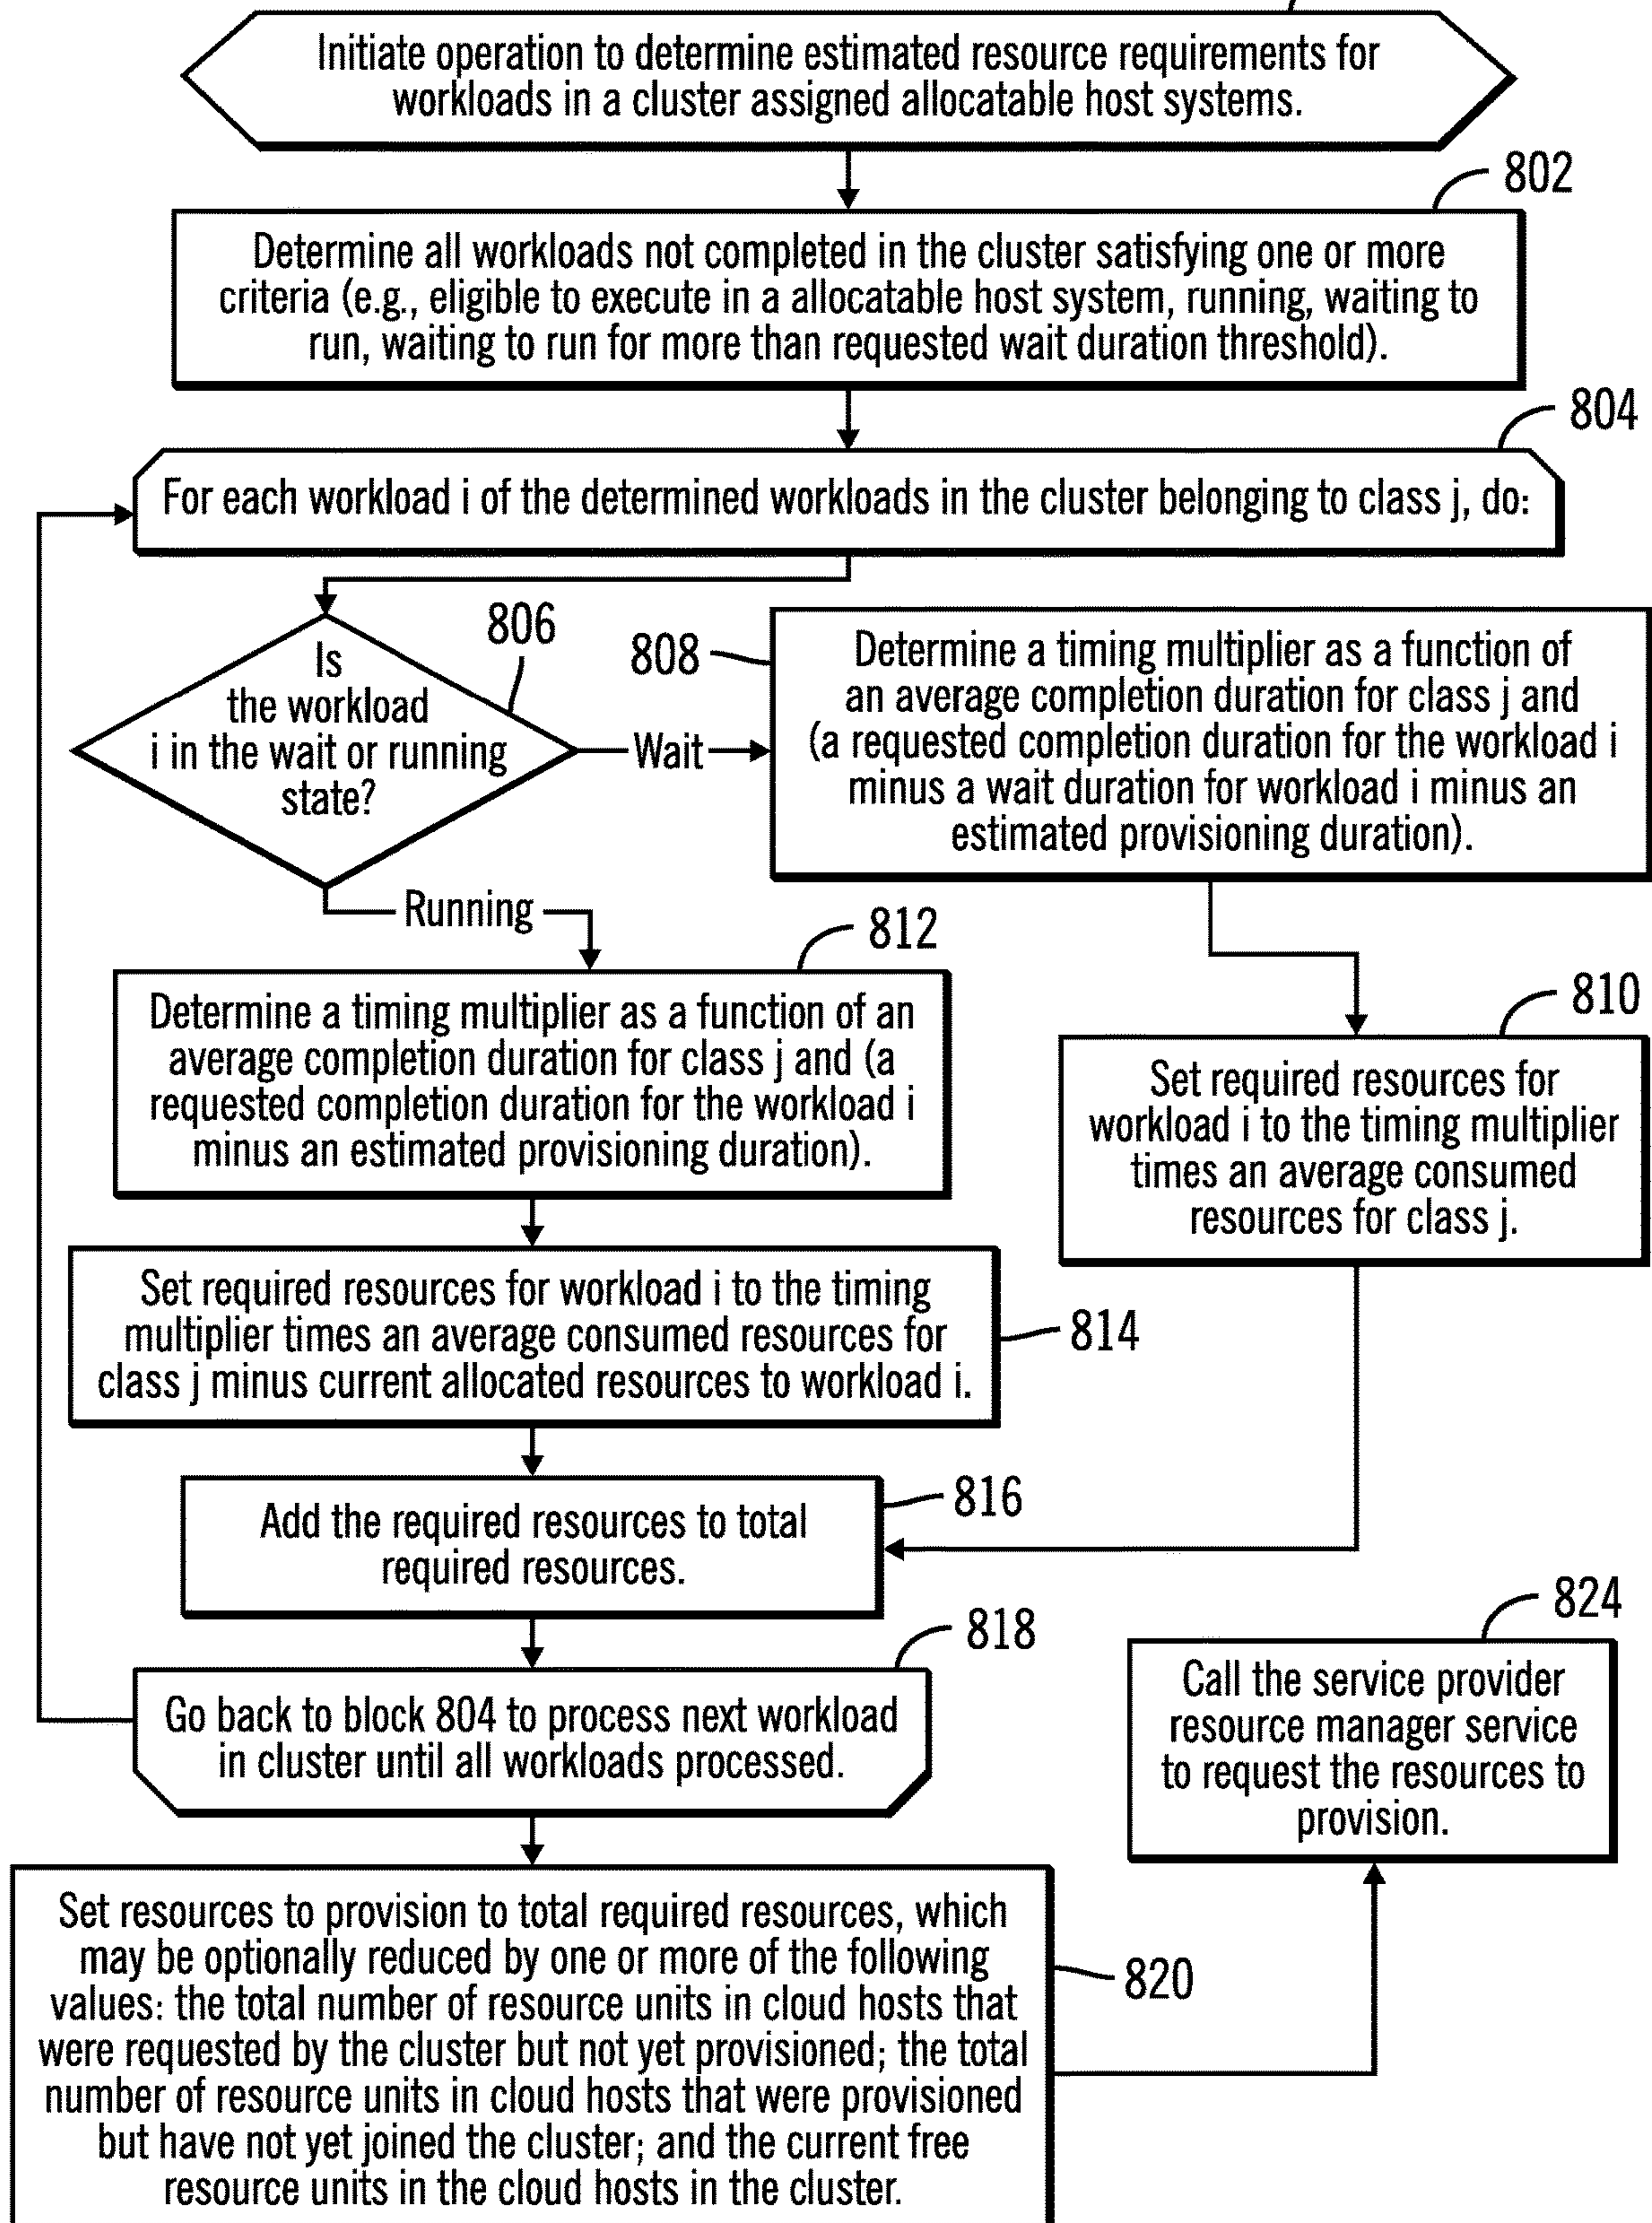 Initiate operation to determine estimated resource requirements for
workloads in a cluster assigned allocatable host systems.
802
Determine all workloads not completed in the cluster satisfying one or more
criteria (e.g., eligible to execute in a allocatable host system, running, waiting to
run, waiting to run for more than requested wait duration threshold).
804
For each workload i of the determined workloads in the cluster belonging to class j, do:
806
Is
the workload
i in the wait or running
state?
Wait
808
Determine a timing multiplier as a function of
an average completion duration for class j and
(a requested completion duration for the workload i
minus a wait duration for workload i minus an
estimated provisioning duration).
Running
812
Determine a timing multiplier as a function of an
average completion duration for class j and (a
requested completion duration for the workload i
minus an estimated provisioning duration).
810
Set required resources for
workload i to the timing multiplier
times an average consumed
resources for class j.
Set required resources for workload i to the timing
multiplier times an average consumed resources for
class j minus current allocated resources to workload i.
814
Add the required resources to total
required resources.
816
818
Go back to block 804 to process next workload
in cluster until all workloads processed.
824
Call the service provider
resource manager service
to request the resources to
provision.
Set resources to provision to total required resources, which
may be optionally reduced by one or more of the following
values: the total number of resource units in cloud hosts that
were requested by the cluster but not yet provisioned; the total
number of resource units in cloud hosts that were provisioned
but have not yet joined the cluster; and the current free
resource units in the cloud hosts in the cluster.
820